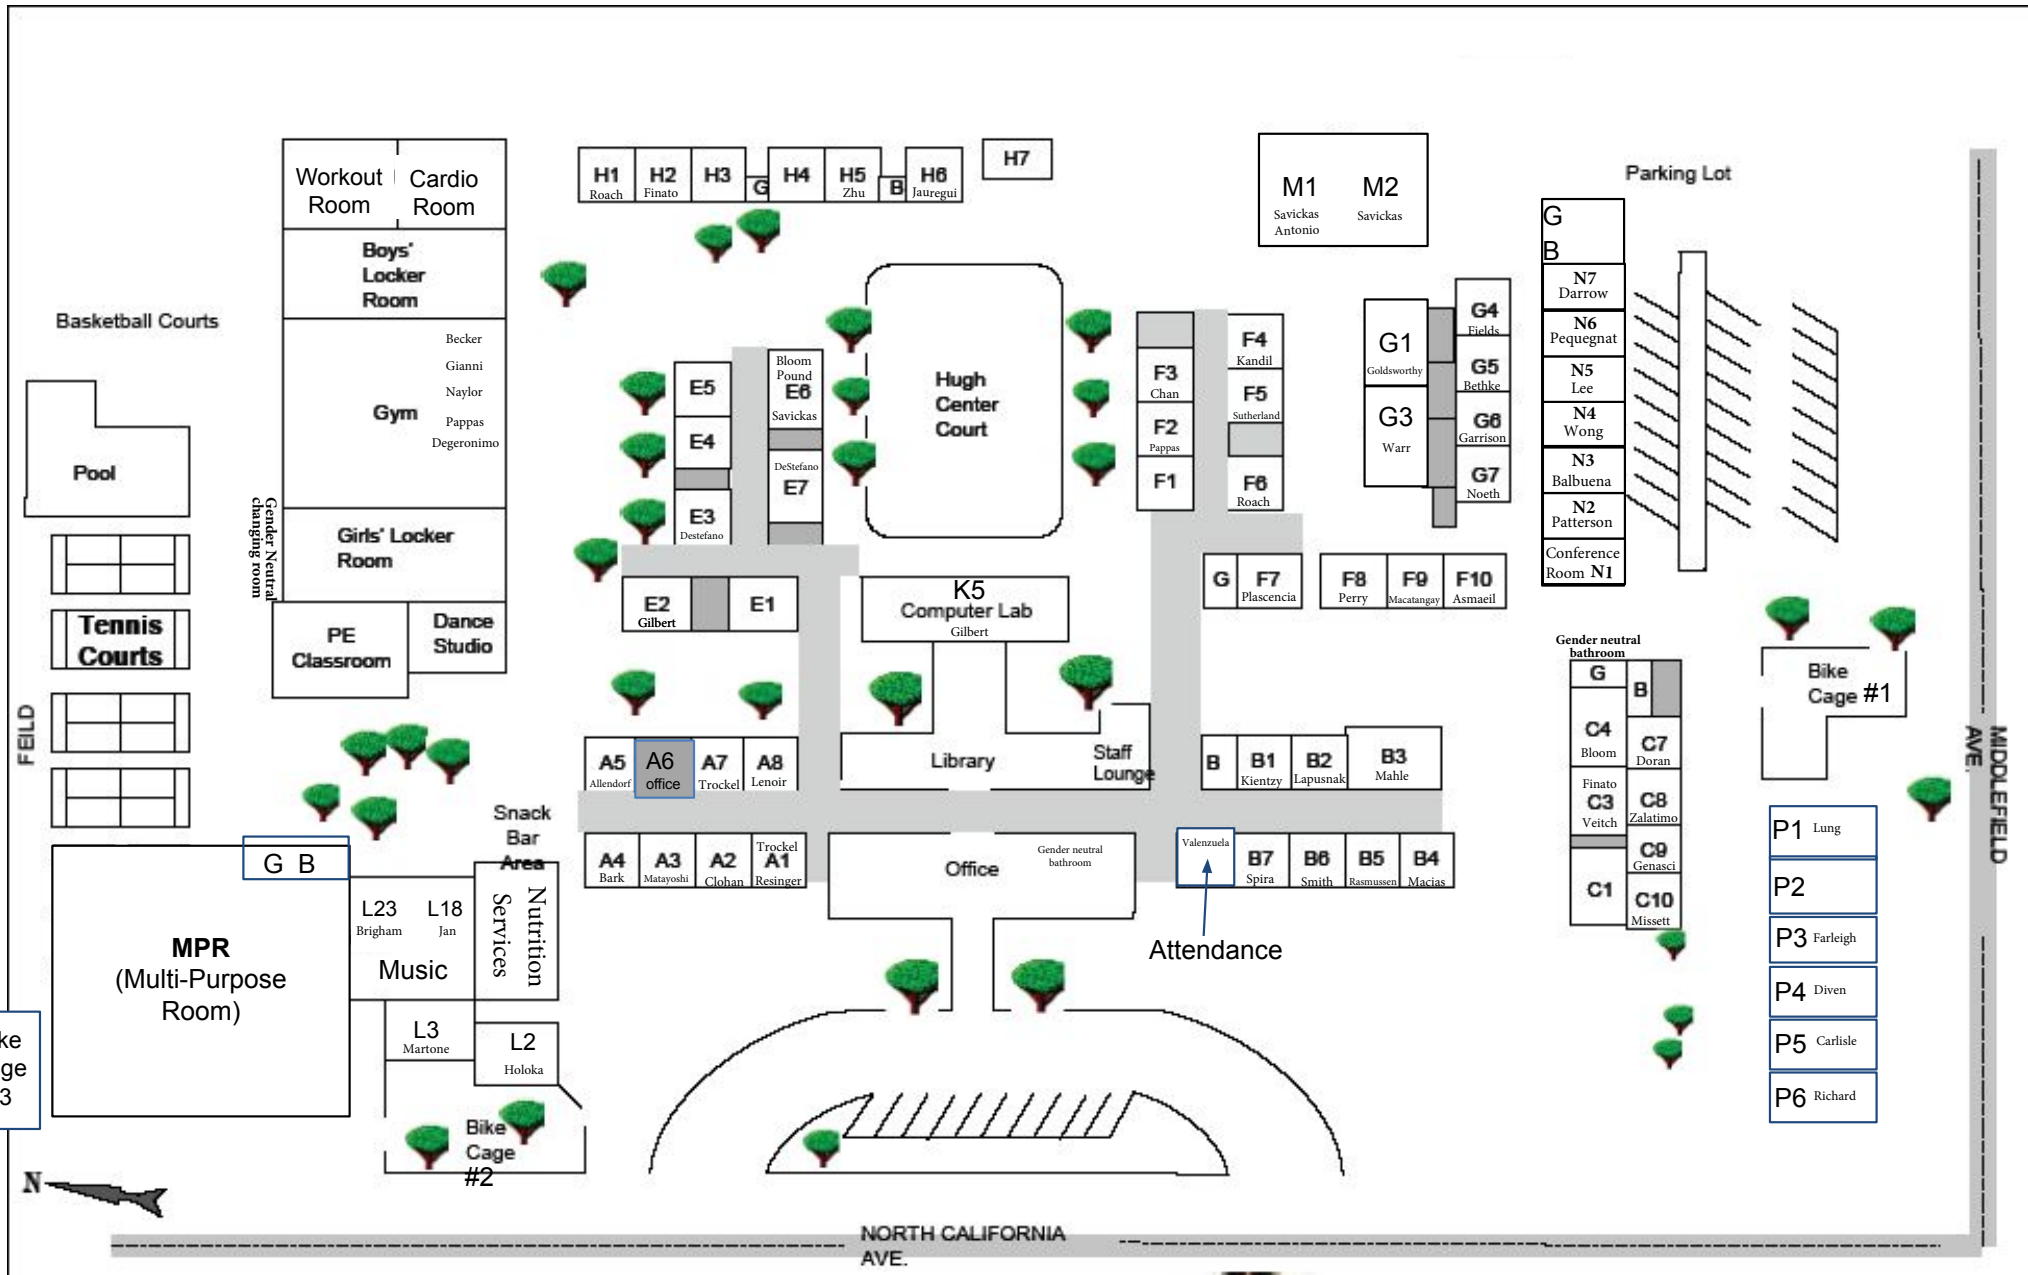 Workout
Room
Cardio
Room
Boys'
Locker
Room
Basketball Courts
Becker
Gianni
Naylor
Gym
Pappas
Degeronimo
Pool
Gender Neutral
changing room
Girls' Locker
Room
Tennis
Courts
PE
Classroom
Dance
Studio
FEILD
H1
Roach
H2
Finato
H3
G
H4
H5
Zhu
B
H6
Jauregui
H7
M1
Savickas
Antonio
M2
Savickas
Parking Lot
G
B
N7
Darrow
N6
Pequegnat
N5
Lee
N4
Wong
N3
Balbuena
N2
Patterson
Conference
Room N1
Hugh
Center
Court
E5
E4
E3
Destefano
Bloom
Pound
E6
Savickas
DeStefano
E7
E2
Gilbert
E1
K5
Computer Lab
Gilbert
F3
Chan
F2
Pappas
F1
F4
Kandil
F5
Sutherland
F6
Roach
G
F7
Plascencia
F8
Perry
F9
Macatangay
F10
Asmaeil
G1
Goldsworthy
G3
Warr
G4
Fields
G5
Bethke
G6
Garrison
G7
Noeth
Gender neutral
bathroom
G
B
C4
Bloom
C7
Doran
Finato
C3
Veitch
C8
Zalatimo
C9
Genasci
C1
C10
Missett
Bike
Cage #1
MIDDLEFIELD
AVE.
P1 Lung
P2
P3 Farleigh
P4 Diven
P5 Carlisle
P6 Richard
A5
Allendorf
A6
office
A7
Trockel
A8
Lenoir
Library
Staff
Lounge
B
B1
Kientzy
B2
Lapusnak
B3
Mahle
Snack
Bar
Area
A4
Bark
A3
Matayoshi
A2
Clohan
Trockel
A1
Resinger
Office
Gender neutral
bathroom
Valenzuela
B7
Spira
B6
Smith
B5
Rasmussen
B4
Macias
Attendance
G B
MPR
(Multi-Purpose
Room)
L23
Brigham
L18
Jan
Music
Nutrition
Services
L3
Martone
L2
Holoka
Bike
Cage
#2
ke
ge
3
N
NORTH CALIFORNIA
AVE.